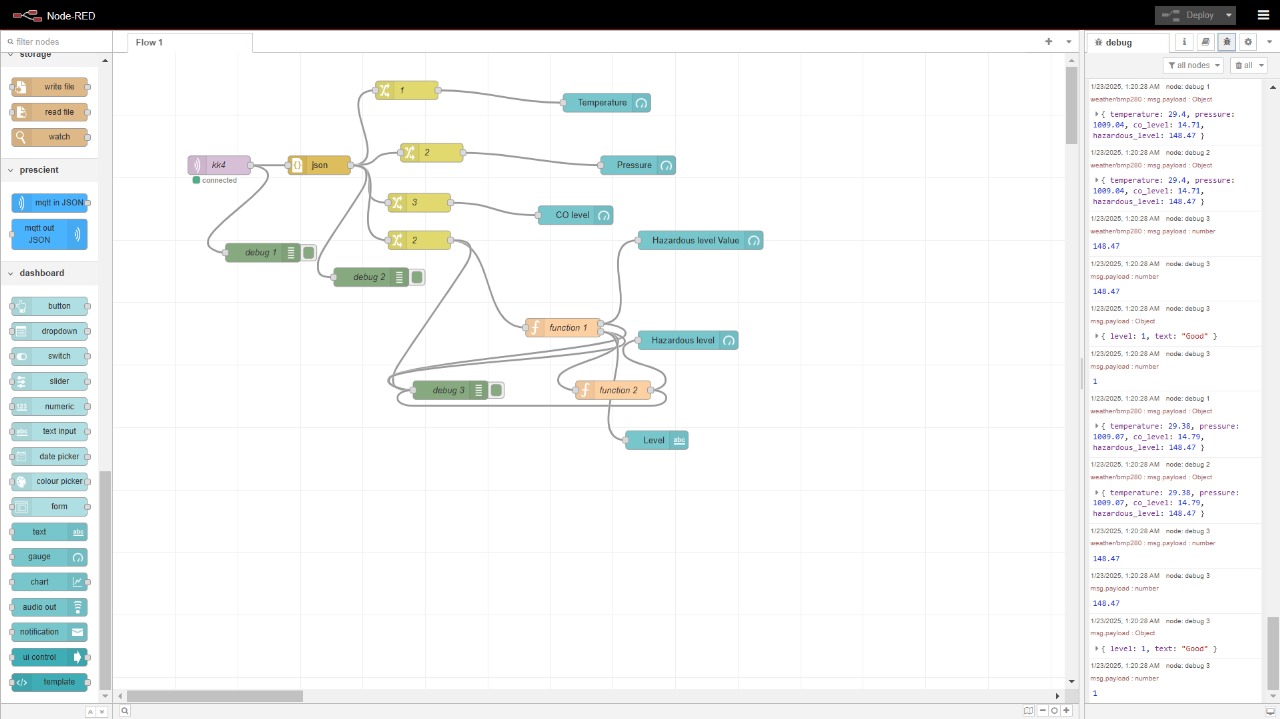 Node-RED
Deploy
filter nodes
storage
write file
read file
watch
prescient
mqtt in JSON
mqtt out
JSON
dashboard
button
dropdown
switch
slider
numeric
text input
date picker
colour picker
form
text
abc
gauge
chart
audio out
notification
ui control
template
Flow 1
1
Temperature
2
Pressure
kk4
connected
json
3
CO level
2
Hazardous level Value
debug 1
debug 2
function 1
Hazardous level
debug 3
function 2
Level
abc
debug
all nodes
all
1/23/2025, 1:20:28 AM node: debug 1
weather/bmp280 : msg.payload : Object
{ temperature: 29.4, pressure:
1009.04, co_level: 14.71,
hazardous_level: 148.47 }
1/23/2025, 1:20:28 AM node: debug 2
weather/bmp280 : msg.payload : Object
{ temperature: 29.4, pressure:
1009.04, co_level: 14.71,
hazardous_level: 148.47 }
1/23/2025, 1:20:28 AM node: debug 3
weather/bmp280 : msg.payload : number
148.47
1/23/2025, 1:20:28 AM node: debug 3
msg.payload : number
148.47
1/23/2025, 1:20:28 AM node: debug 3
msg.payload : Object
{ level: 1, text: "Good" }
1/23/2025, 1:20:28 AM node: debug 3
msg.payload : number
1
1/23/2025, 1:20:28 AM node: debug 1
weather/bmp280 : msg.payload : Object
{ temperature: 29.38, pressure:
1009.07, co_level: 14.79,
hazardous_level: 148.47 }
1/23/2025, 1:20:28 AM node: debug 2
weather/bmp280 : msg.payload : Object
{ temperature: 29.38, pressure:
1009.07, co_level: 14.79,
hazardous_level: 148.47 }
1/23/2025, 1:20:28 AM node: debug 3
weather/bmp280 : msg.payload : number
148.47
1/23/2025, 1:20:28 AM node: debug 3
msg.payload : number
148.47
1/23/2025, 1:20:28 AM node: debug 3
msg.payload : Object
{ level: 1, text: "Good" }
1/23/2025, 1:20:28 AM node: debug 3
msg.payload : number
1